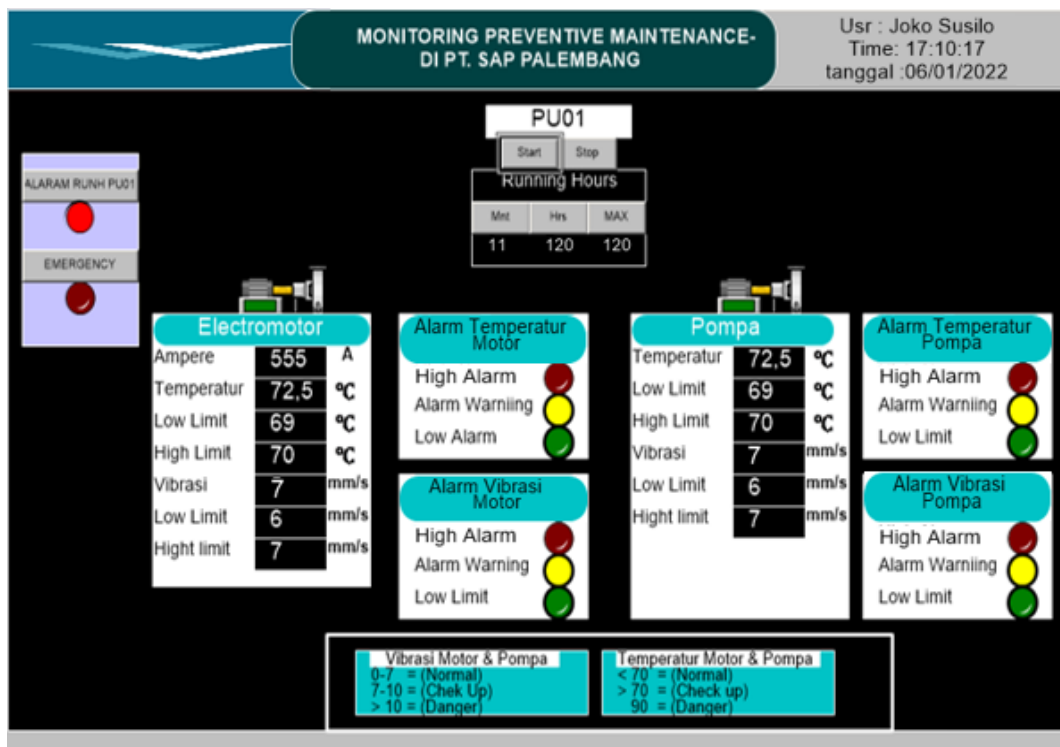 MONITORING PREVENTIVE MAINTENANCE-
DI PT. SAP PALEMBANG
Usr : Joko Susilo
Time: 17:10:17
tanggal :06/01/2022
PU01
Start Stop
Running Hours
Mnt Hrs MAX
11 120 120
ALARAM RUNH PU01
EMERGENCY
Electromotor
Ampere 555 A
Temperatur 72,5 ºC
Low Limit 69 ºC
High Limit 70 ºC
Vibrasi 7 mm/s
Low Limit 6 mm/s
Hight limit 7 mm/s
Alarm Temperatur
Motor
High Alarm
Alarm Warniing
Low Alarm
Alarm Vibrasi
Motor
High Alarm
Alarm Warning
Low Limit
Pompa
Temperatur 72,5 ºC
Low Limit 69 ºC
High Limit 70 ºC
Vibrasi 7 mm/s
Low Limit 6 mm/s
Hight limit 7 mm/s
Alarm Temperatur
Pompa
High Alarm
Alarm Warniing
Low Limit
Alarm Vibrasi
Pompa
High Alarm
Alarm Warniing
Low Limit
Vibrasi Motor & Pompa
0-7 = (Normal)
7-10 = (Chek Up)
> 10 = (Danger)
Temperatur Motor & Pompa
< 70 = (Normal)
> 70 = (Check up)
90 = (Danger)